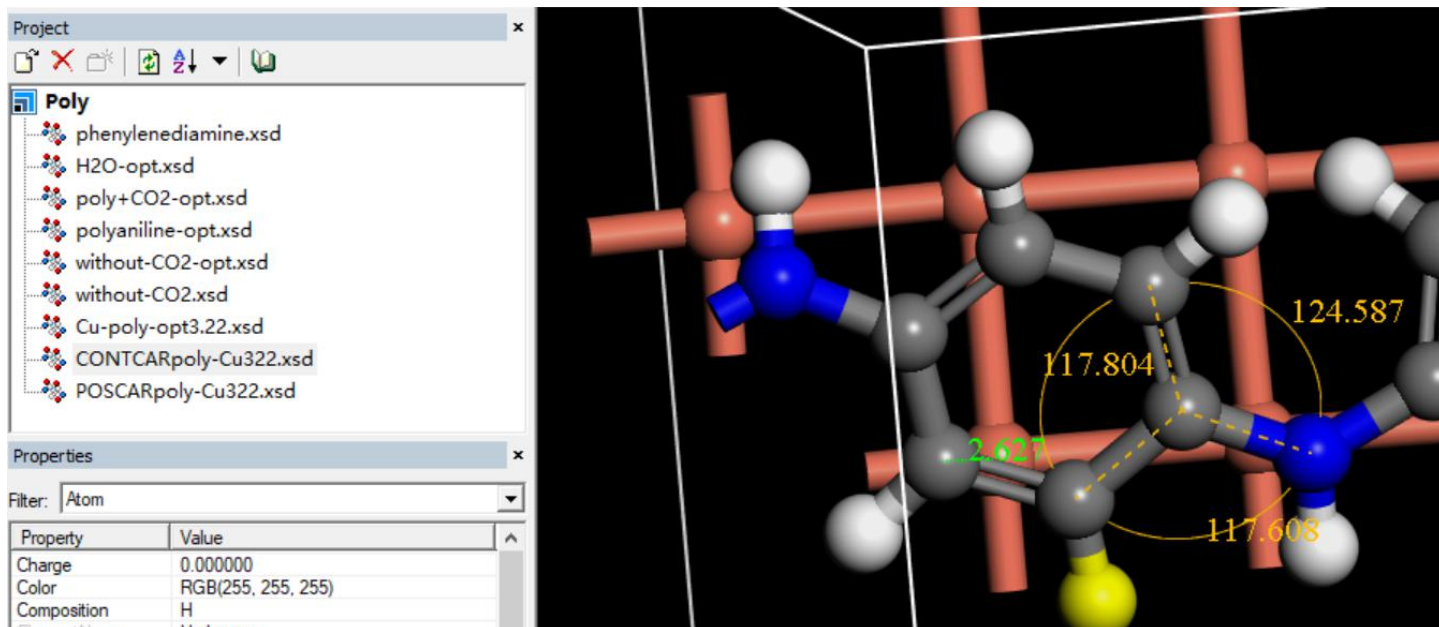 Project
Poly
phenylenediamine.xsd
H2O-opt.xsd
poly+CO2-opt.xsd
polyaniline-opt.xsd
without-CO2-opt.xsd
without-CO2.xsd
Cu-poly-opt3.22.xsd
CONTCARpoly-Cu322.xsd
POSCARpoly-Cu322.xsd
Properties
Filter: Atom
Property Value
Charge 0.000000
Color RGB(255, 255, 255)
Composition H
124.587
117.804
2.627
117.608